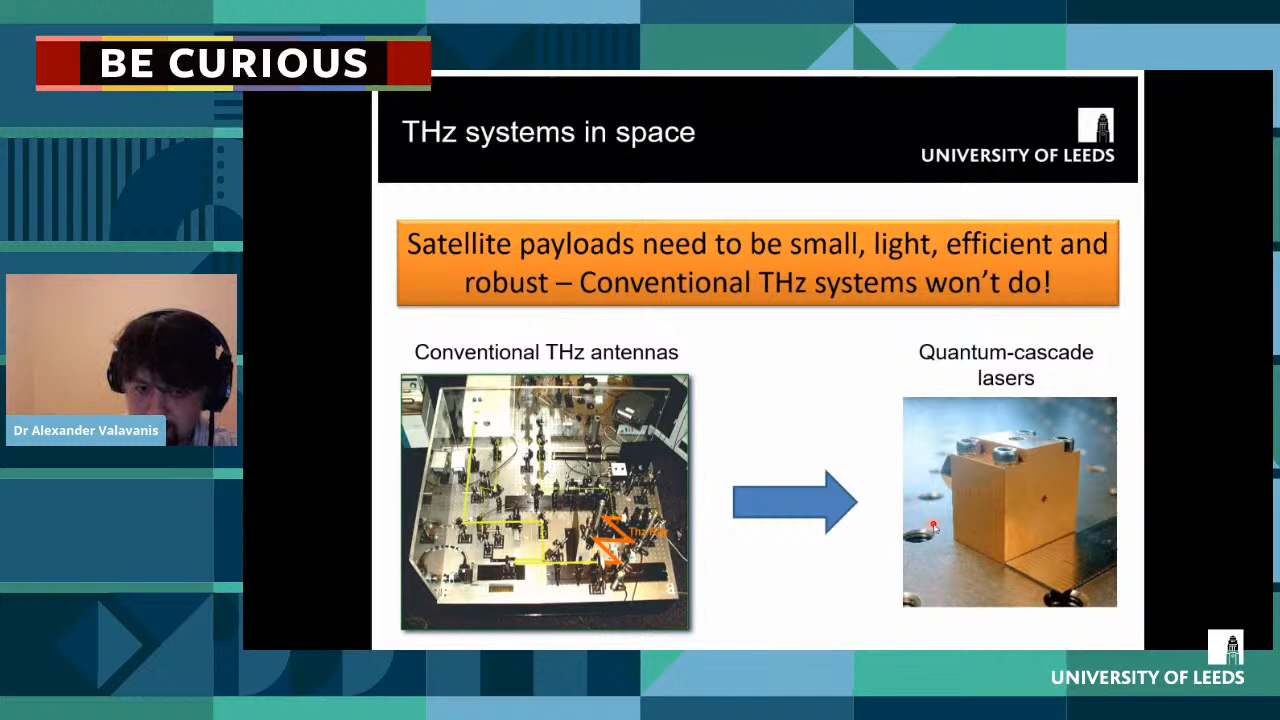 BE CURIOUS
THz systems in space
UNIVERSITY OF LEEDS
Satellite payloads need to be small, light, efficient and
robust – Conventional THz systems won't do!
Conventional THz antennas
Quantum-cascade
lasers
Dr Alexander Valavanis
UNIVERSITY OF LEEDS